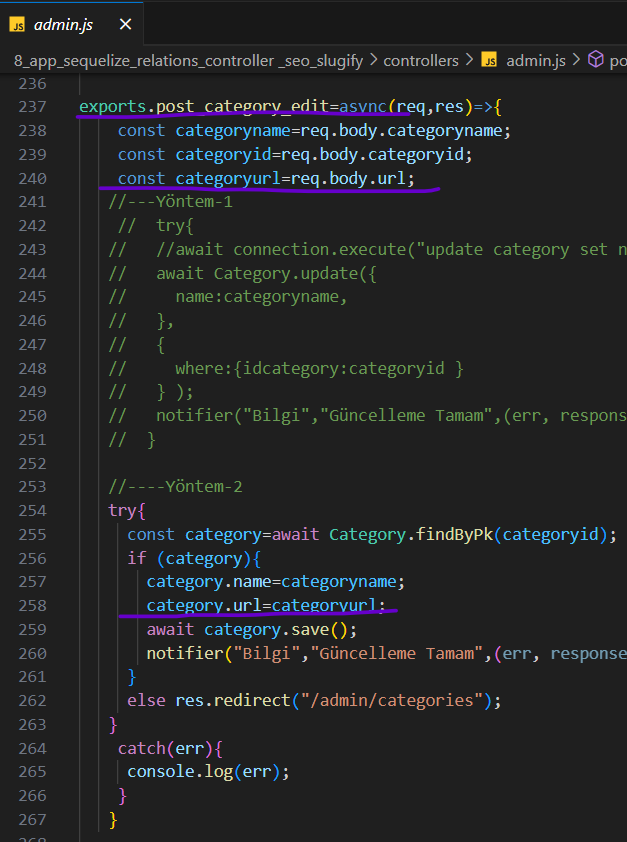 JS admin.js ×
8_app_sequelize_relations_controller _seo_slugify > controllers > JS admin.js > po
236
237 exports.post_category_edit=async(req,res)=>{
238 const categoryname=req.body.categoryname;
239 const categoryid=req.body.categoryid;
240 const categoryurl=req.body.url;
241 //---Yöntem-1
242 // try{
243 // //await connection.execute("update category set n
244 // await Category.update({
245 // name:categoryname,
246 // },
247 // {
248 // where:{idcategory:categoryid }
249 // } );
250 // notifier("Bilgi","Güncelleme Tamam",(err, respons
251 // }
252
253 //----Yöntem-2
254 try{
255 const category=await Category.findByPk(categoryid);
256 if (category){
257 category.name=categoryname;
258 category.url=categoryurl;
259 await category.save();
260 notifier("Bilgi","Güncelleme Tamam",(err, response
261 }
262 else res.redirect("/admin/categories");
263 }
264 catch(err){
265 console.log(err);
266 }
267 }